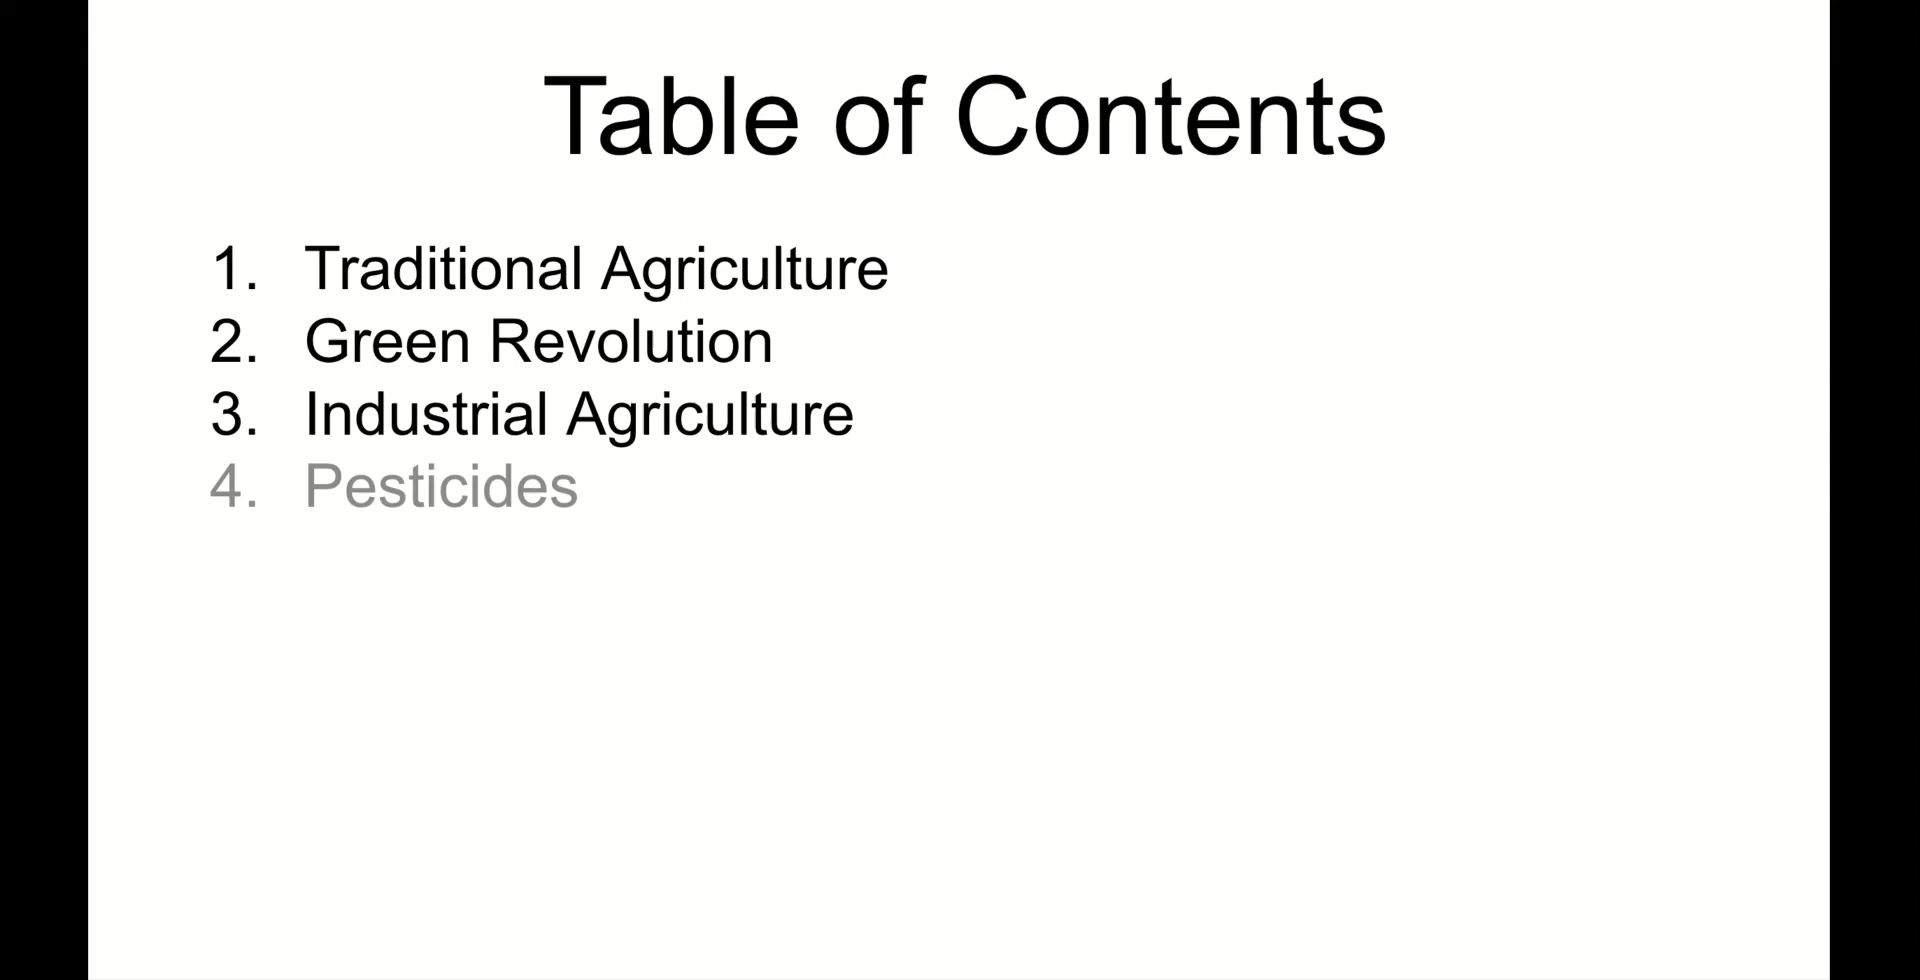 Table of Contents
1. Traditional Agriculture
2. Green Revolution
3. Industrial Agriculture
4. Pesticides